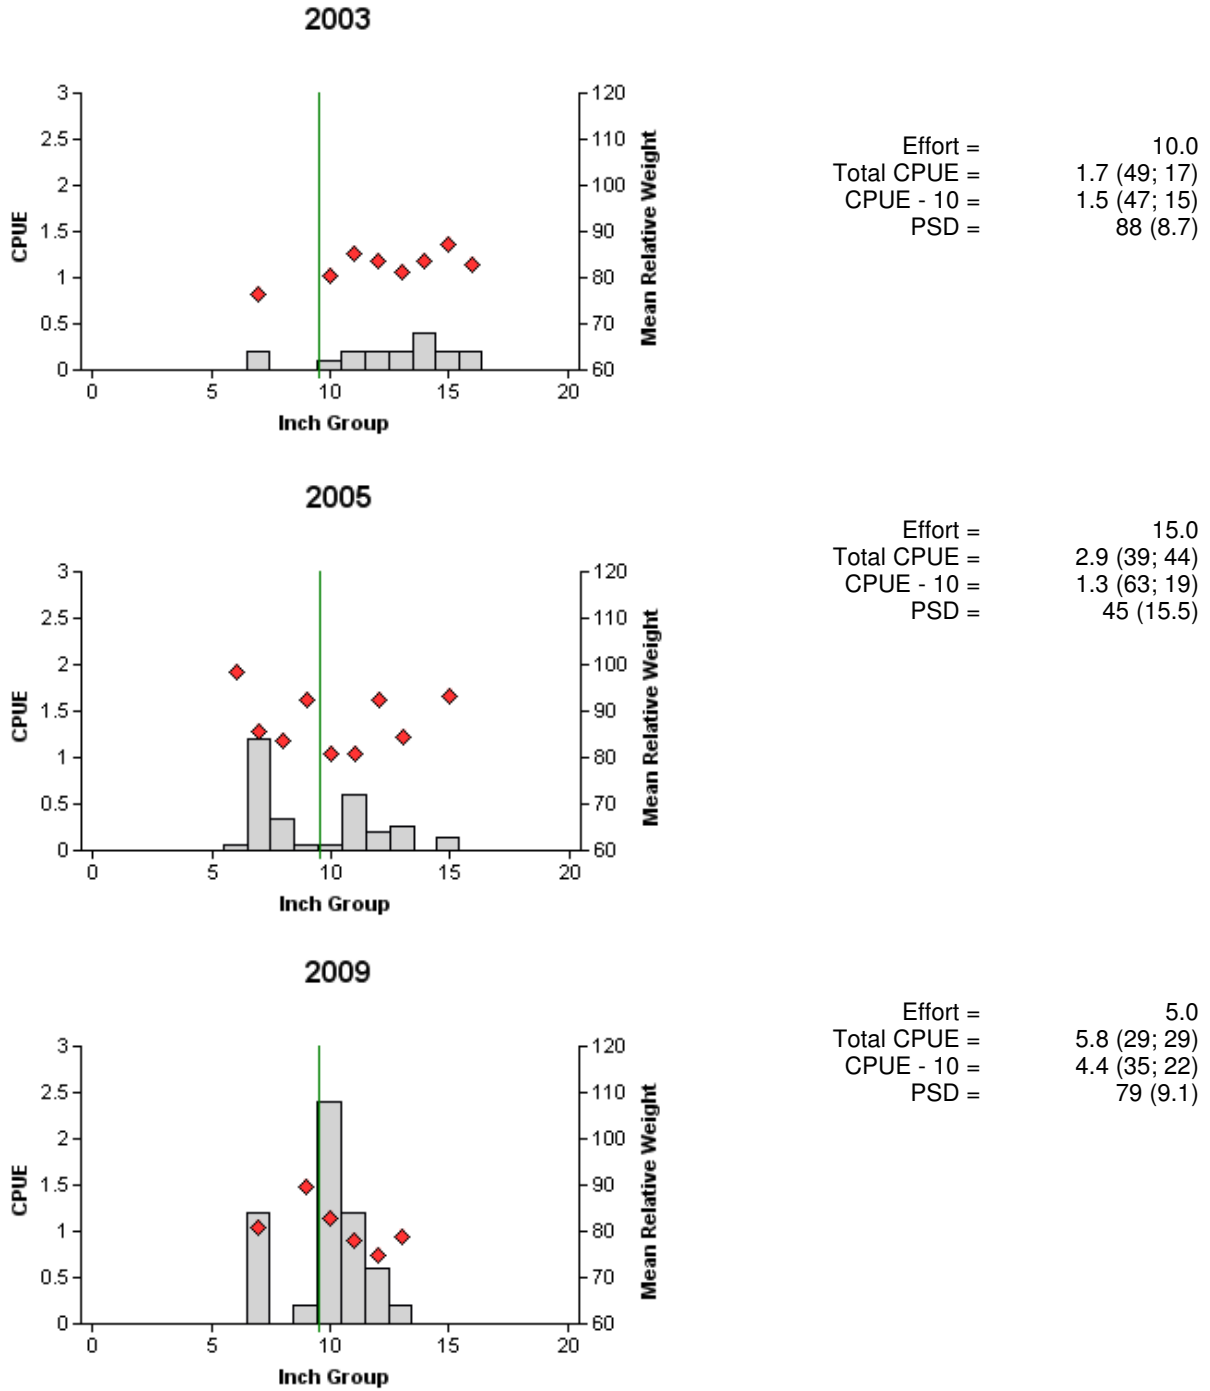 2003
3
2.5
2
1.5
1
0.5
0
CPUE
120
110
100
90
80
70
60
Mean Relative Weight
0 5 10 15 20
Inch Group
Effort = 10.0
Total CPUE = 1.7 (49; 17)
CPUE - 10 = 1.5 (47; 15)
PSD = 88 (8.7)
2005
3
2.5
2
1.5
1
0.5
0
CPUE
120
110
100
90
80
70
60
Mean Relative Weight
0 5 10 15 20
Inch Group
Effort = 15.0
Total CPUE = 2.9 (39; 44)
CPUE - 10 = 1.3 (63; 19)
PSD = 45 (15.5)
2009
3
2.5
2
1.5
1
0.5
0
CPUE
120
110
100
90
80
70
60
Mean Relative Weight
0 5 10 15 20
Inch Group
Effort = 5.0
Total CPUE = 5.8 (29; 29)
CPUE - 10 = 4.4 (35; 22)
PSD = 79 (9.1)